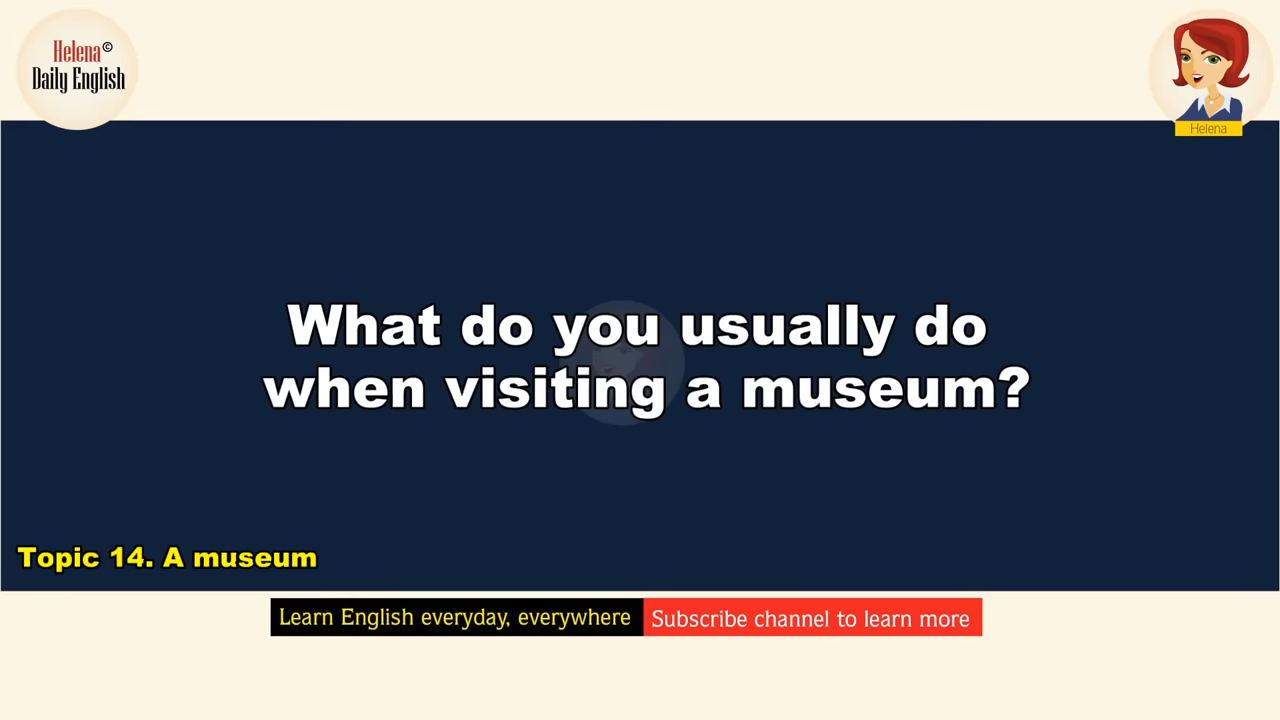 Helena©
Daily English
Helena
What do you usually do
when visiting a museum?
Topic 14. A museum
Learn English everyday, everywhere
Subscribe channel to learn more